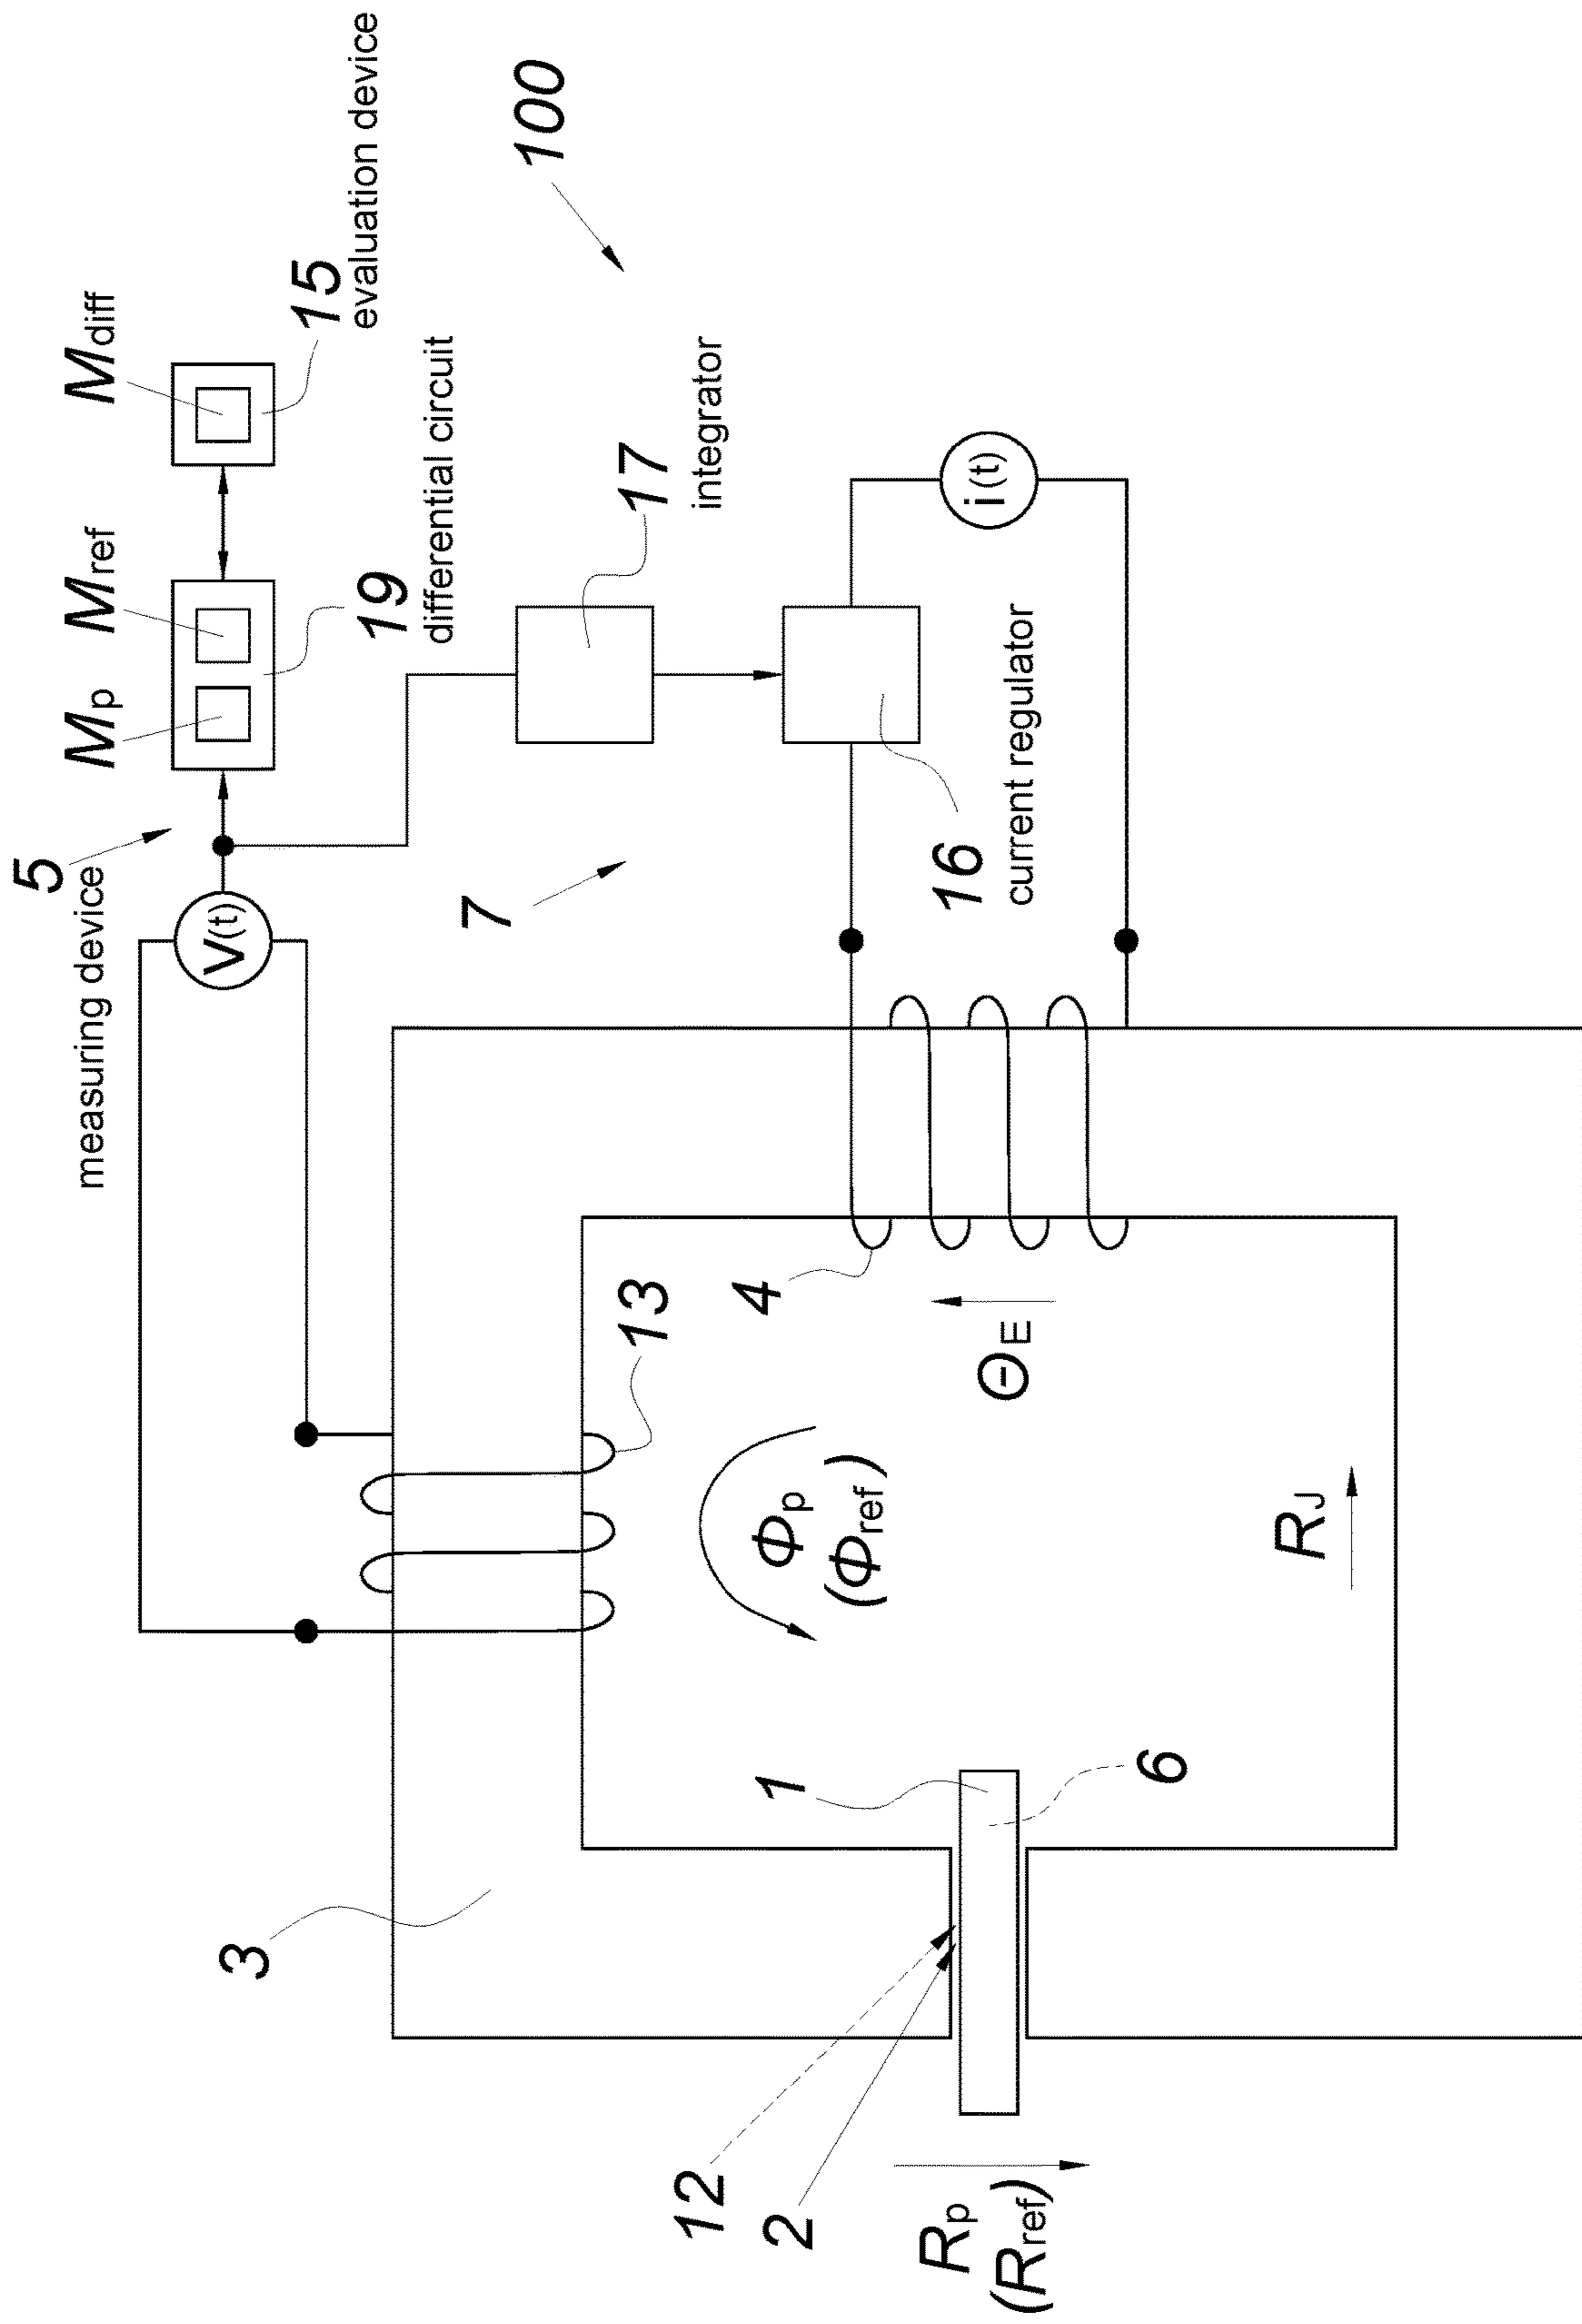 5
measuring device
M_p
M_ref
M_diff
V(t)
15
evaluation device
19
differential circuit
100
7
17
integrator
i(t)
16
current regulator
3
13
4
Θ_E
Φ_p
(Φ_ref)
R_J
1
6
12
2
R_p
(R_ref)